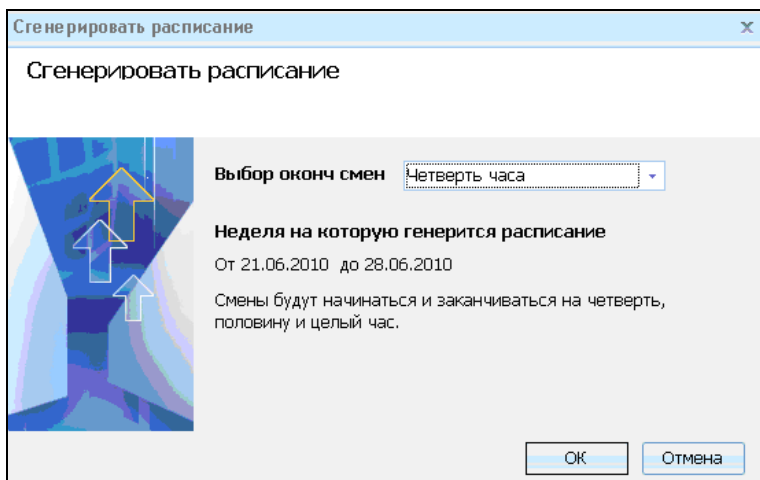 Сгенерировать расписание
Сгенерировать расписание
Выбор оконч смен Четверть часа
Неделя на которую генерится расписание
От 21.06.2010 до 28.06.2010
Смены будут начинаться и заканчиваться на четверть,
половину и целый час.
ОК Отмена